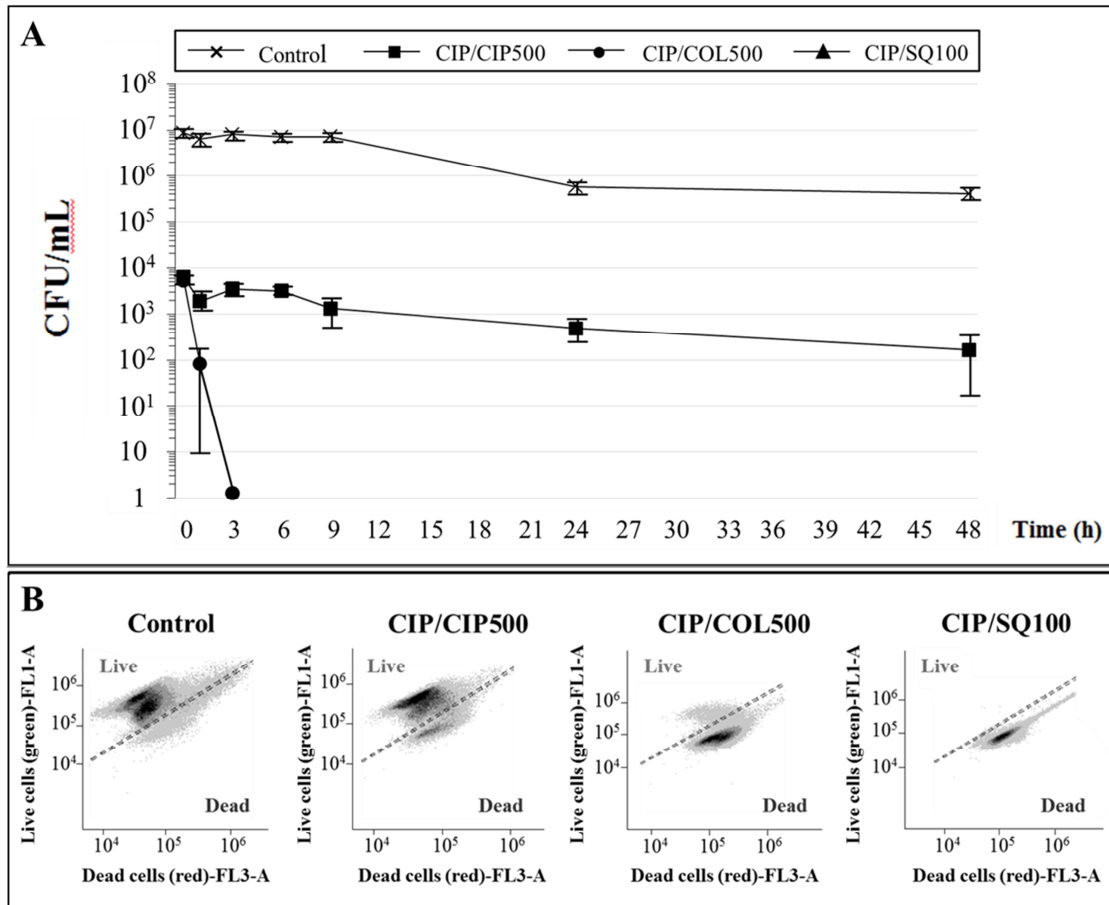 A
Control CIP/CIP500 CIP/COL500 CIP/SQ100
10⁸
10⁷
10⁶
10⁵
10⁴
10³
10²
10¹
10
1
CFU/mL
0 3 6 9 12 15 18 21 24 27 30 33 36 39 42 45 48 Time (h)
B
Control CIP/CIP500 CIP/COL500 CIP/SQ100
Live cells (green)-FL1-A
10⁶
10⁵
10⁴
Live
Dead
10⁴ 10⁵ 10⁶
Dead cells (red)-FL3-A
Live cells (green)-FL1-A
10⁶
10⁵
10⁴
Live
Dead
10⁴ 10⁵ 10⁶
Dead cells (red)-FL3-A
Live cells (green)-FL1-A
10⁶
10⁵
10⁴
Live
Dead
10⁴ 10⁵ 10⁶
Dead cells (red)-FL3-A
Live cells (green)-FL1-A
10⁶
10⁵
10⁴
Live
Dead
10⁴ 10⁵ 10⁶
Dead cells (red)-FL3-A